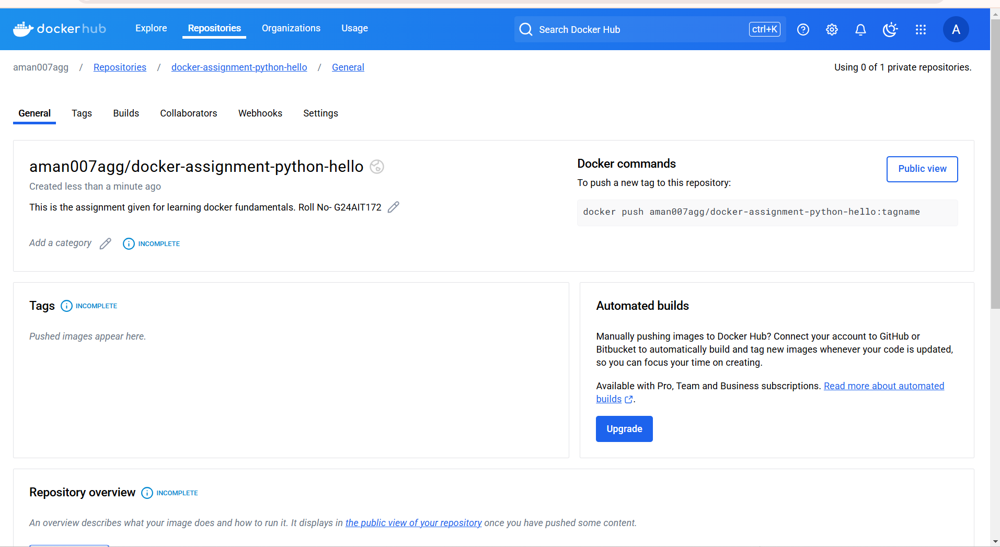 dockerhub
Explore Repositories Organizations Usage
Search Docker Hub ctrl+K
A
aman007agg / Repositories / docker-assignment-python-hello / General
Using 0 of 1 private repositories.
General Tags Builds Collaborators Webhooks Settings
aman007agg/docker-assignment-python-hello
Created less than a minute ago
This is the assignment given for learning docker fundamentals. Roll No- G24AIT172
Add a category INCOMPLETE
Docker commands
Public view
To push a new tag to this repository:
docker push aman007agg/docker-assignment-python-hello:tagname
Tags INCOMPLETE
Pushed images appear here.
Automated builds
Manually pushing images to Docker Hub? Connect your account to GitHub or
Bitbucket to automatically build and tag new images whenever your code is updated,
so you can focus your time on creating.
Available with Pro, Team and Business subscriptions. Read more about automated
builds.
Upgrade
Repository overview INCOMPLETE
An overview describes what your image does and how to run it. It displays in the public view of your repository once you have pushed some content.